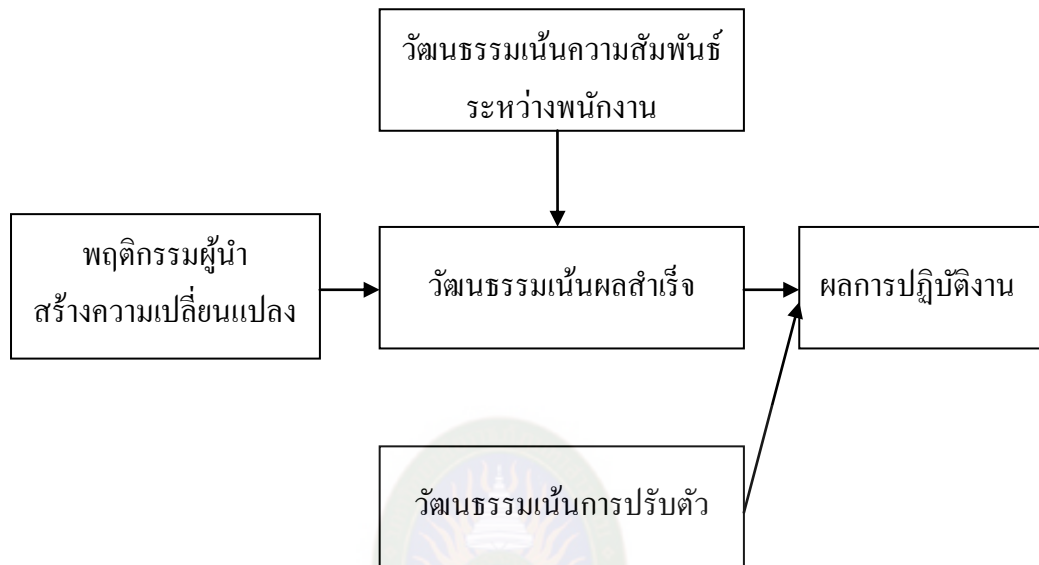 วัฒนธรรมเน้นความสัมพันธ์
ระหว่างพนักงาน
พฤติกรรมผู้นำ
สร้างความเปลี่ยนแปลง
วัฒนธรรมเน้นผลสำเร็จ
ผลการปฏิบัติงาน
วัฒนธรรมเน้นการปรับตัว